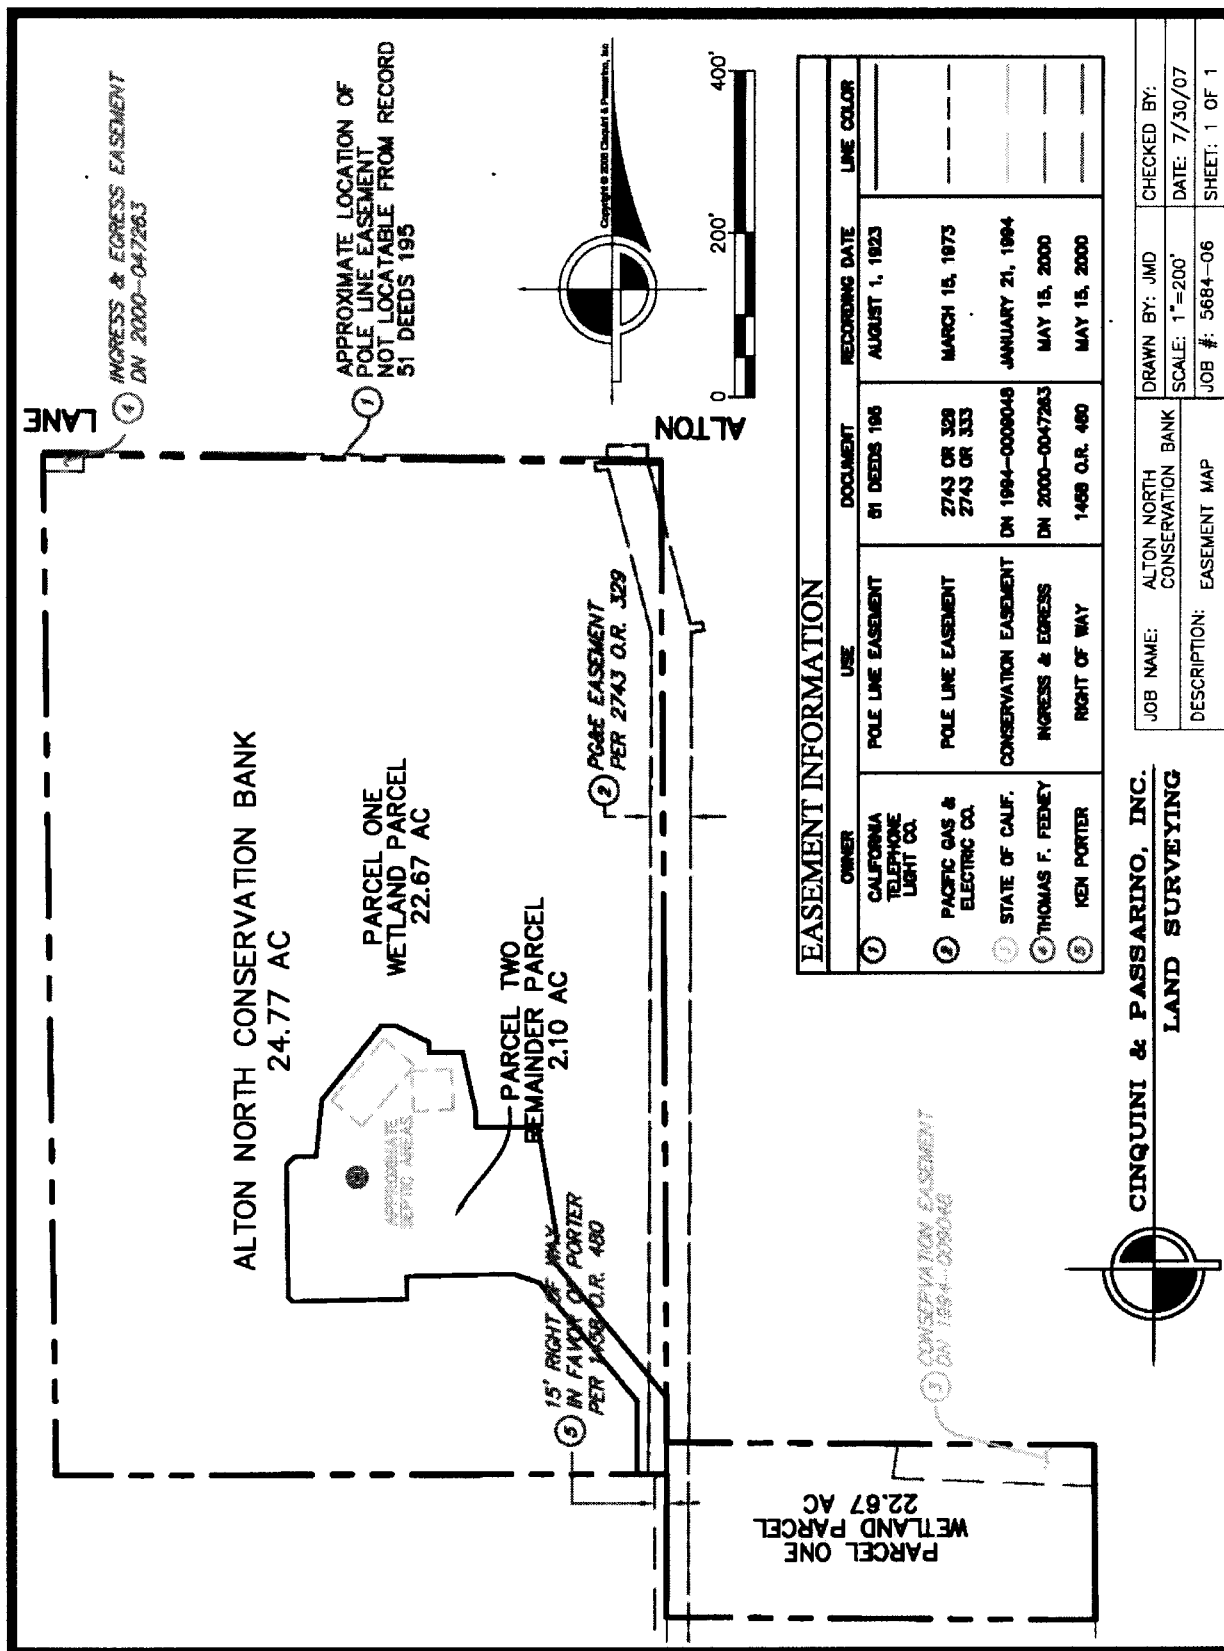 LANE
④ INGRESS & EGRESS EASEMENT
DN 2000-047263
① APPROXIMATE LOCATION OF
POLE LINE EASEMENT
NOT LOCATABLE FROM RECORD
51 DEEDS 195
ALTON
ALTON NORTH CONSERVATION BANK
24.77 AC
PARCEL ONE
WETLAND PARCEL
22.67 AC
PARCEL TWO
REMAINDER PARCEL
2.10 AC
APPROXIMATE
SEPTIC AREAS
② PG&E EASEMENT
PER 2743 O.R. 329
15' RIGHT OF WAY
⑤ IN FAVOR OF PORTER
PER 1458 O.R. 480
PARCEL ONE
WETLAND PARCEL
22.67 AC
③ CONSERVATION EASEMENT
DN 1994-009048
Copyright © 2006 Cinquini & Passarino, Inc
0 200' 400'
EASEMENT INFORMATION
OWNER USE DOCUMENT RECORDING DATE LINE COLOR
① CALIFORNIA POLE LINE EASEMENT 51 DEEDS 195 AUGUST 1, 1923
TELEPHONE
LIGHT CO.
② PACIFIC GAS & POLE LINE EASEMENT 2743 OR 329 MARCH 15, 1973
ELECTRIC CO. 2743 OR 333
③ STATE OF CALIF. CONSERVATION EASEMENT DN 1994-0009048 JANUARY 21, 1994
④ THOMAS F. FEENEY INGRESS & EGRESS DN 2000-0047263 MAY 15, 2000
⑤ KEN PORTER RIGHT OF WAY 1458 O.R. 480 MAY 15, 2000
CINQUINI & PASSARINO, INC.
LAND SURVEYING
JOB NAME: ALTON NORTH
CONSERVATION BANK
DESCRIPTION: EASEMENT MAP
DRAWN BY: JMD
SCALE: 1"=200'
JOB #: 5684-06
CHECKED BY:
DATE: 7/30/07
SHEET: 1 OF 1